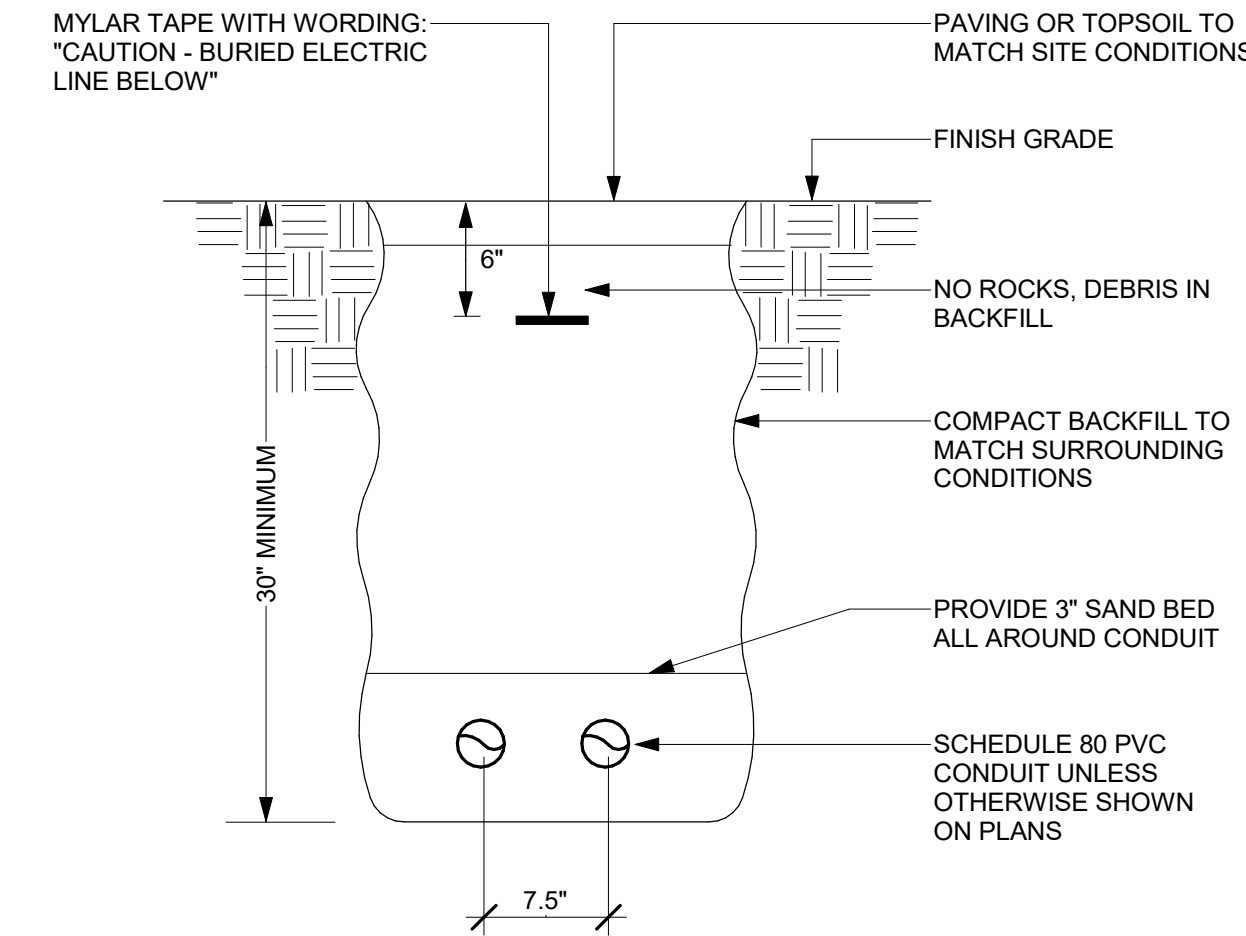 MYLAR TAPE WITH WORDING:
"CAUTION - BURIED ELECTRIC
LINE BELOW"
PAVING OR TOPSOIL TO
MATCH SITE CONDITIONS
FINISH GRADE
6"
NO ROCKS, DEBRIS IN
BACKFILL
COMPACT BACKFILL TO
MATCH SURROUNDING
CONDITIONS
30" MINIMUM
PROVIDE 3" SAND BED
ALL AROUND CONDUIT
SCHEDULE 80 PVC
CONDUIT UNLESS
OTHERWISE SHOWN
ON PLANS
7.5"